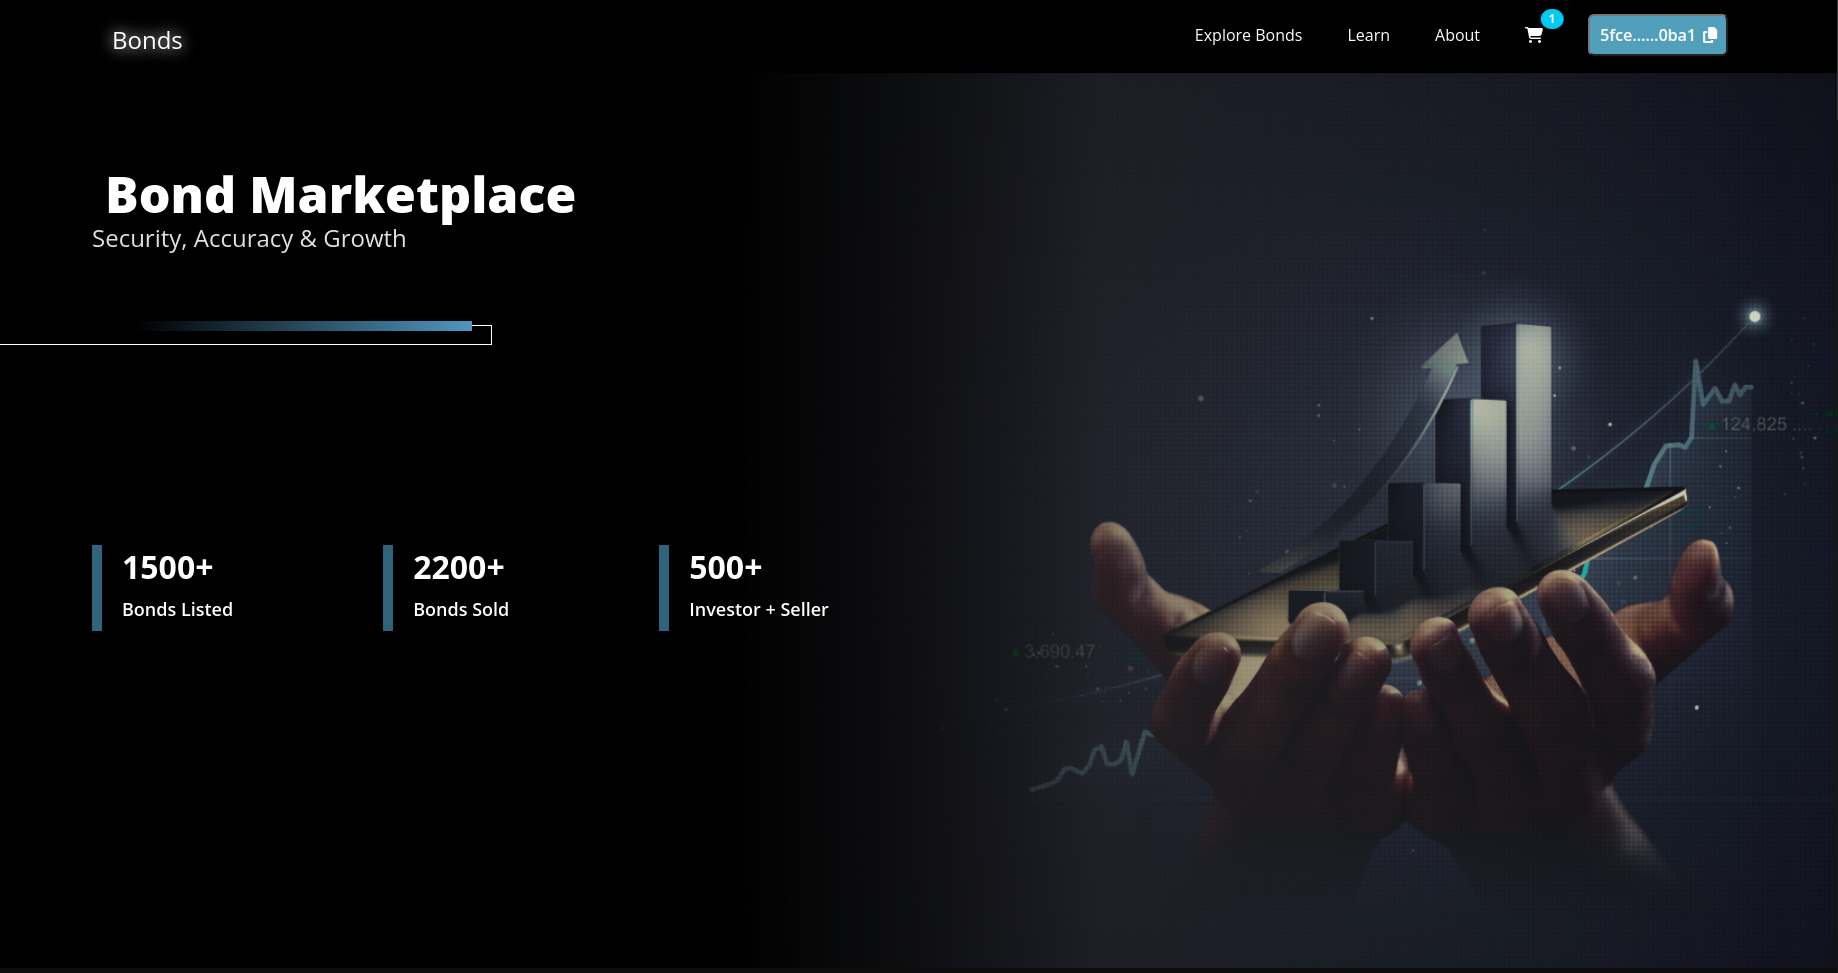 Bonds
Explore Bonds
Learn
About
1
5fce......0ba1
Bond Marketplace
Security, Accuracy & Growth
124,825 ....
1500+
Bonds Listed
2200+
Bonds Sold
500+
Investor + Seller
3,690.47